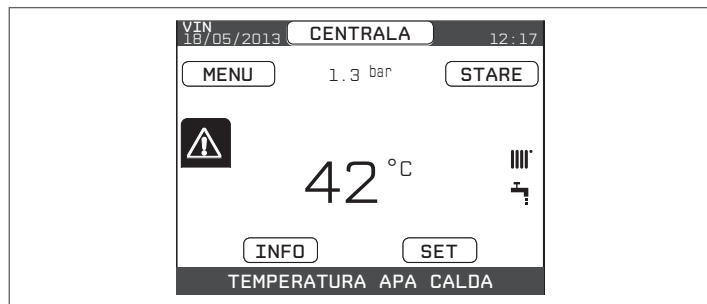 VIN
18/05/2013 CENTRALA 12:17
MENU 1.3 bar STARE
42 °C
INFO SET
TEMPERATURA APA CALDA